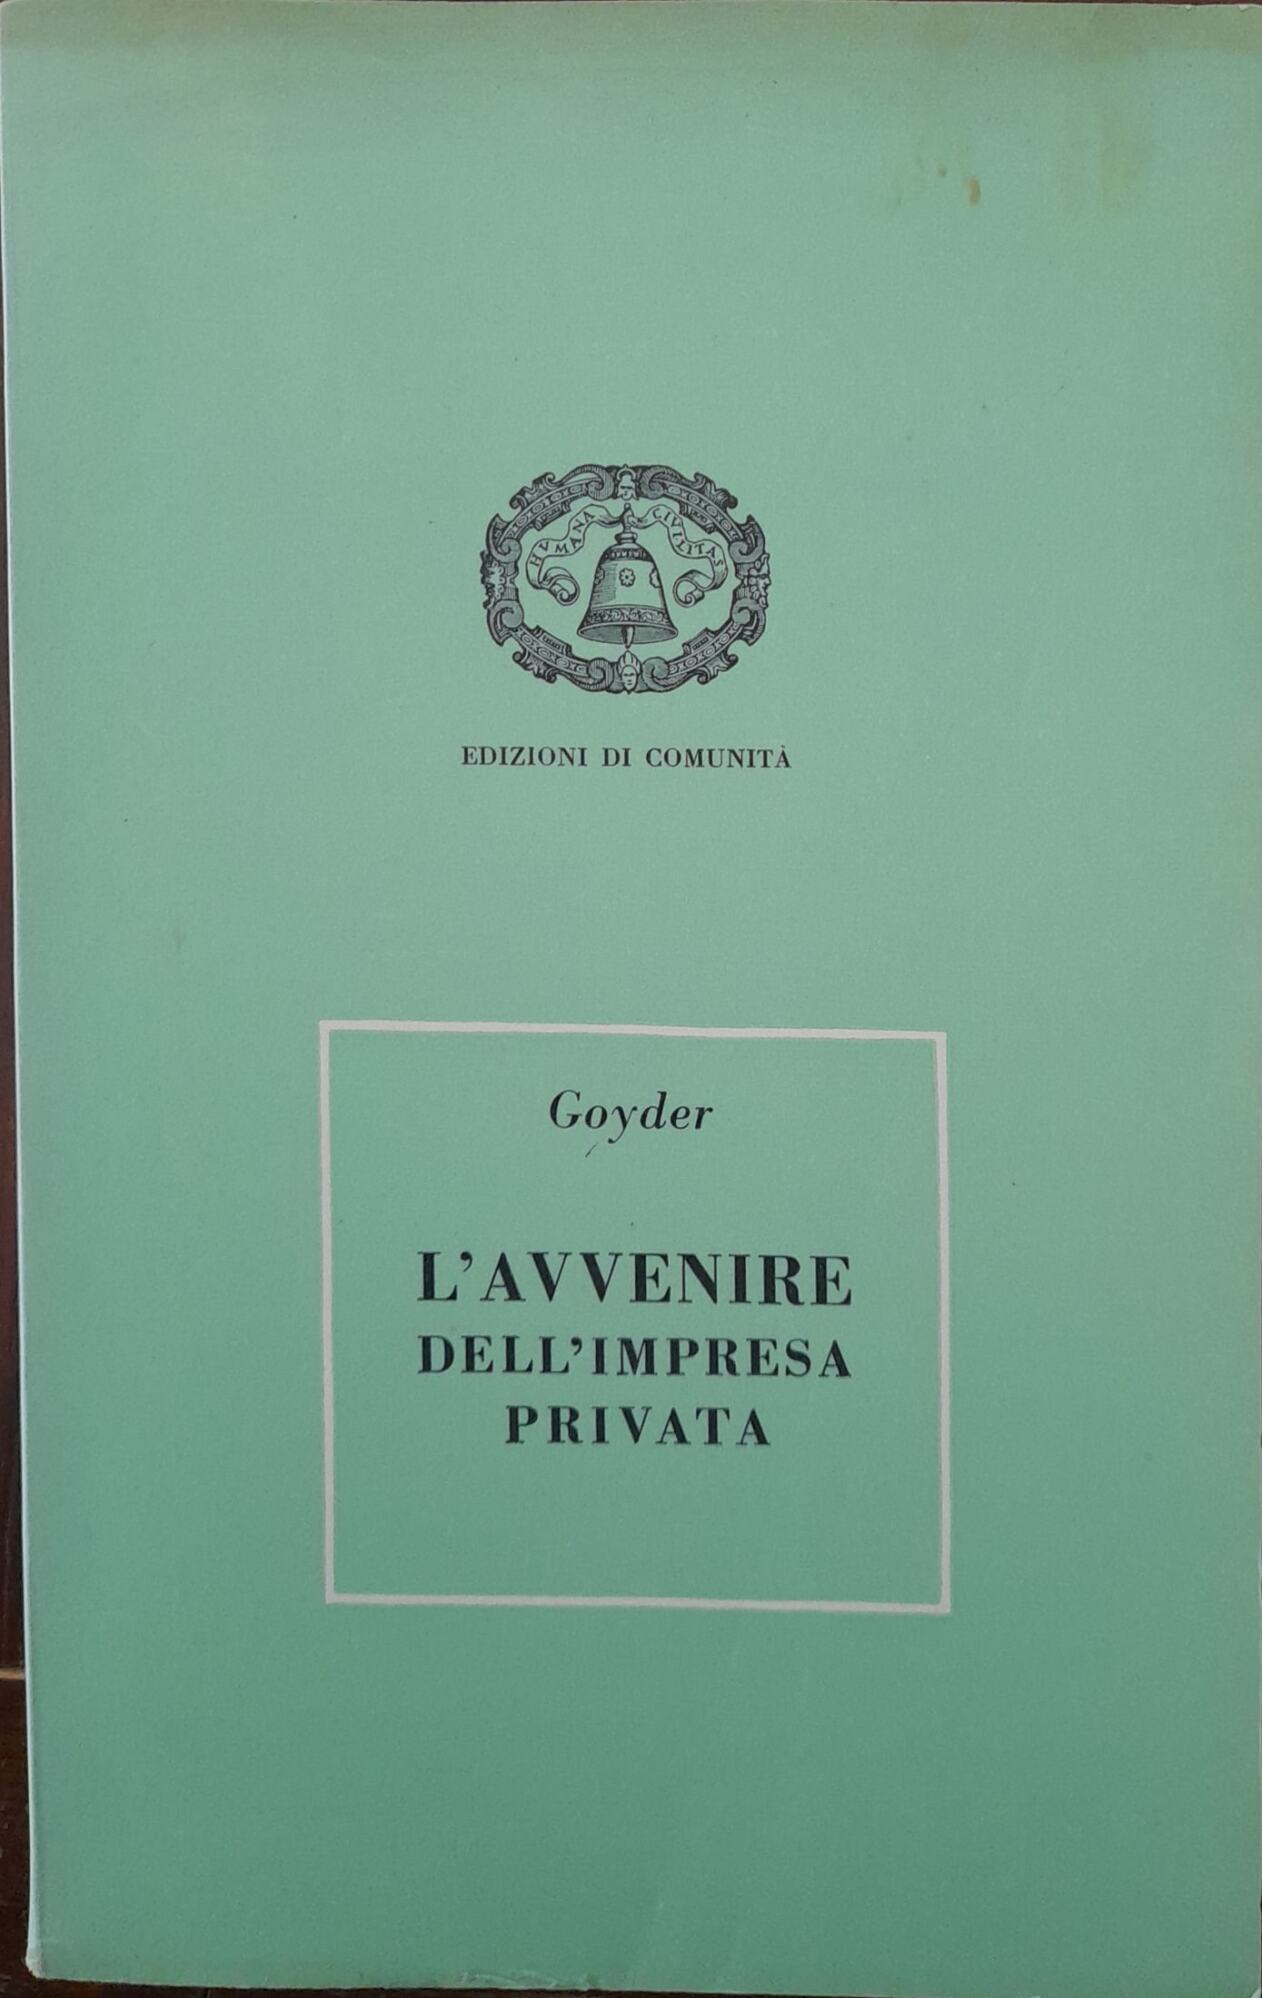 HVMANA CIVILITAS
EDIZIONI DI COMUNITÀ
Goyder
L'AVVENIRE
DELL'IMPRESA
PRIVATA